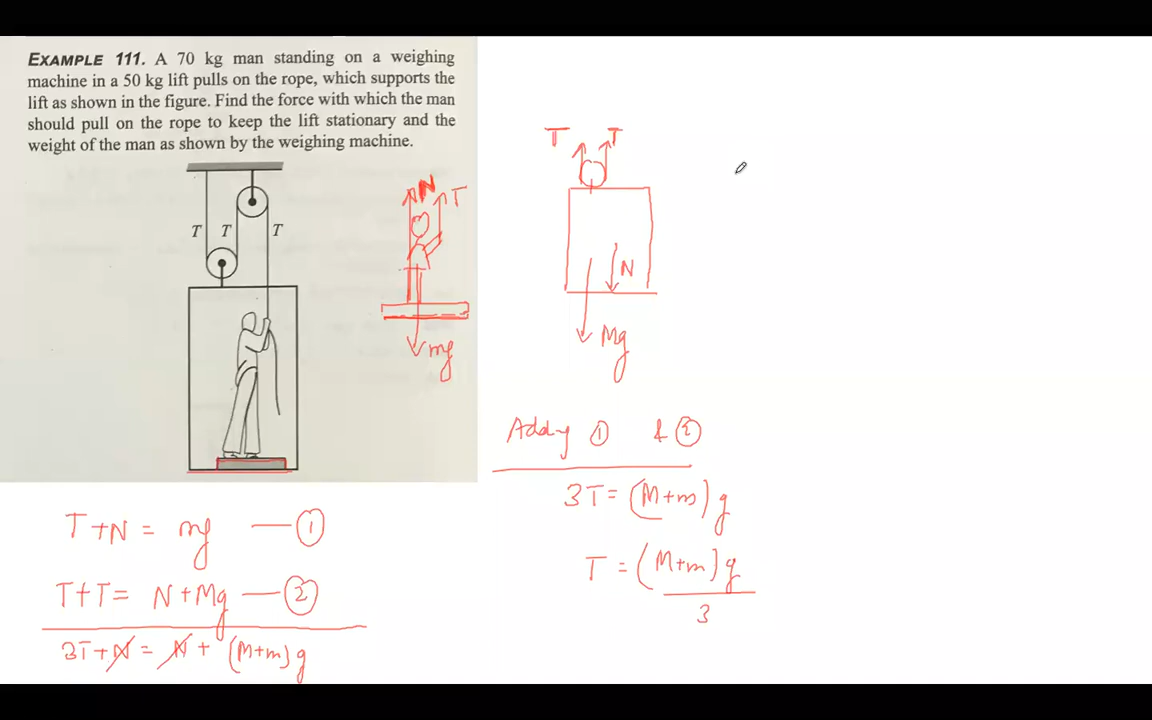 EXAMPLE 111. A 70 kg man standing on a weighing
machine in a 50 kg lift pulls on the rope, which supports the
lift as shown in the figure. Find the force with which the man
should pull on the rope to keep the lift stationary and the
weight of the man as shown by the weighing machine.
T T T
N T
mg
T T
N
Mg
T+N = mg — ①
T+T = N+Mg — ②
3T+N = N + (M+m)g
Addy ① & ②
3T = (M+m)g
T = (M+m)g
3